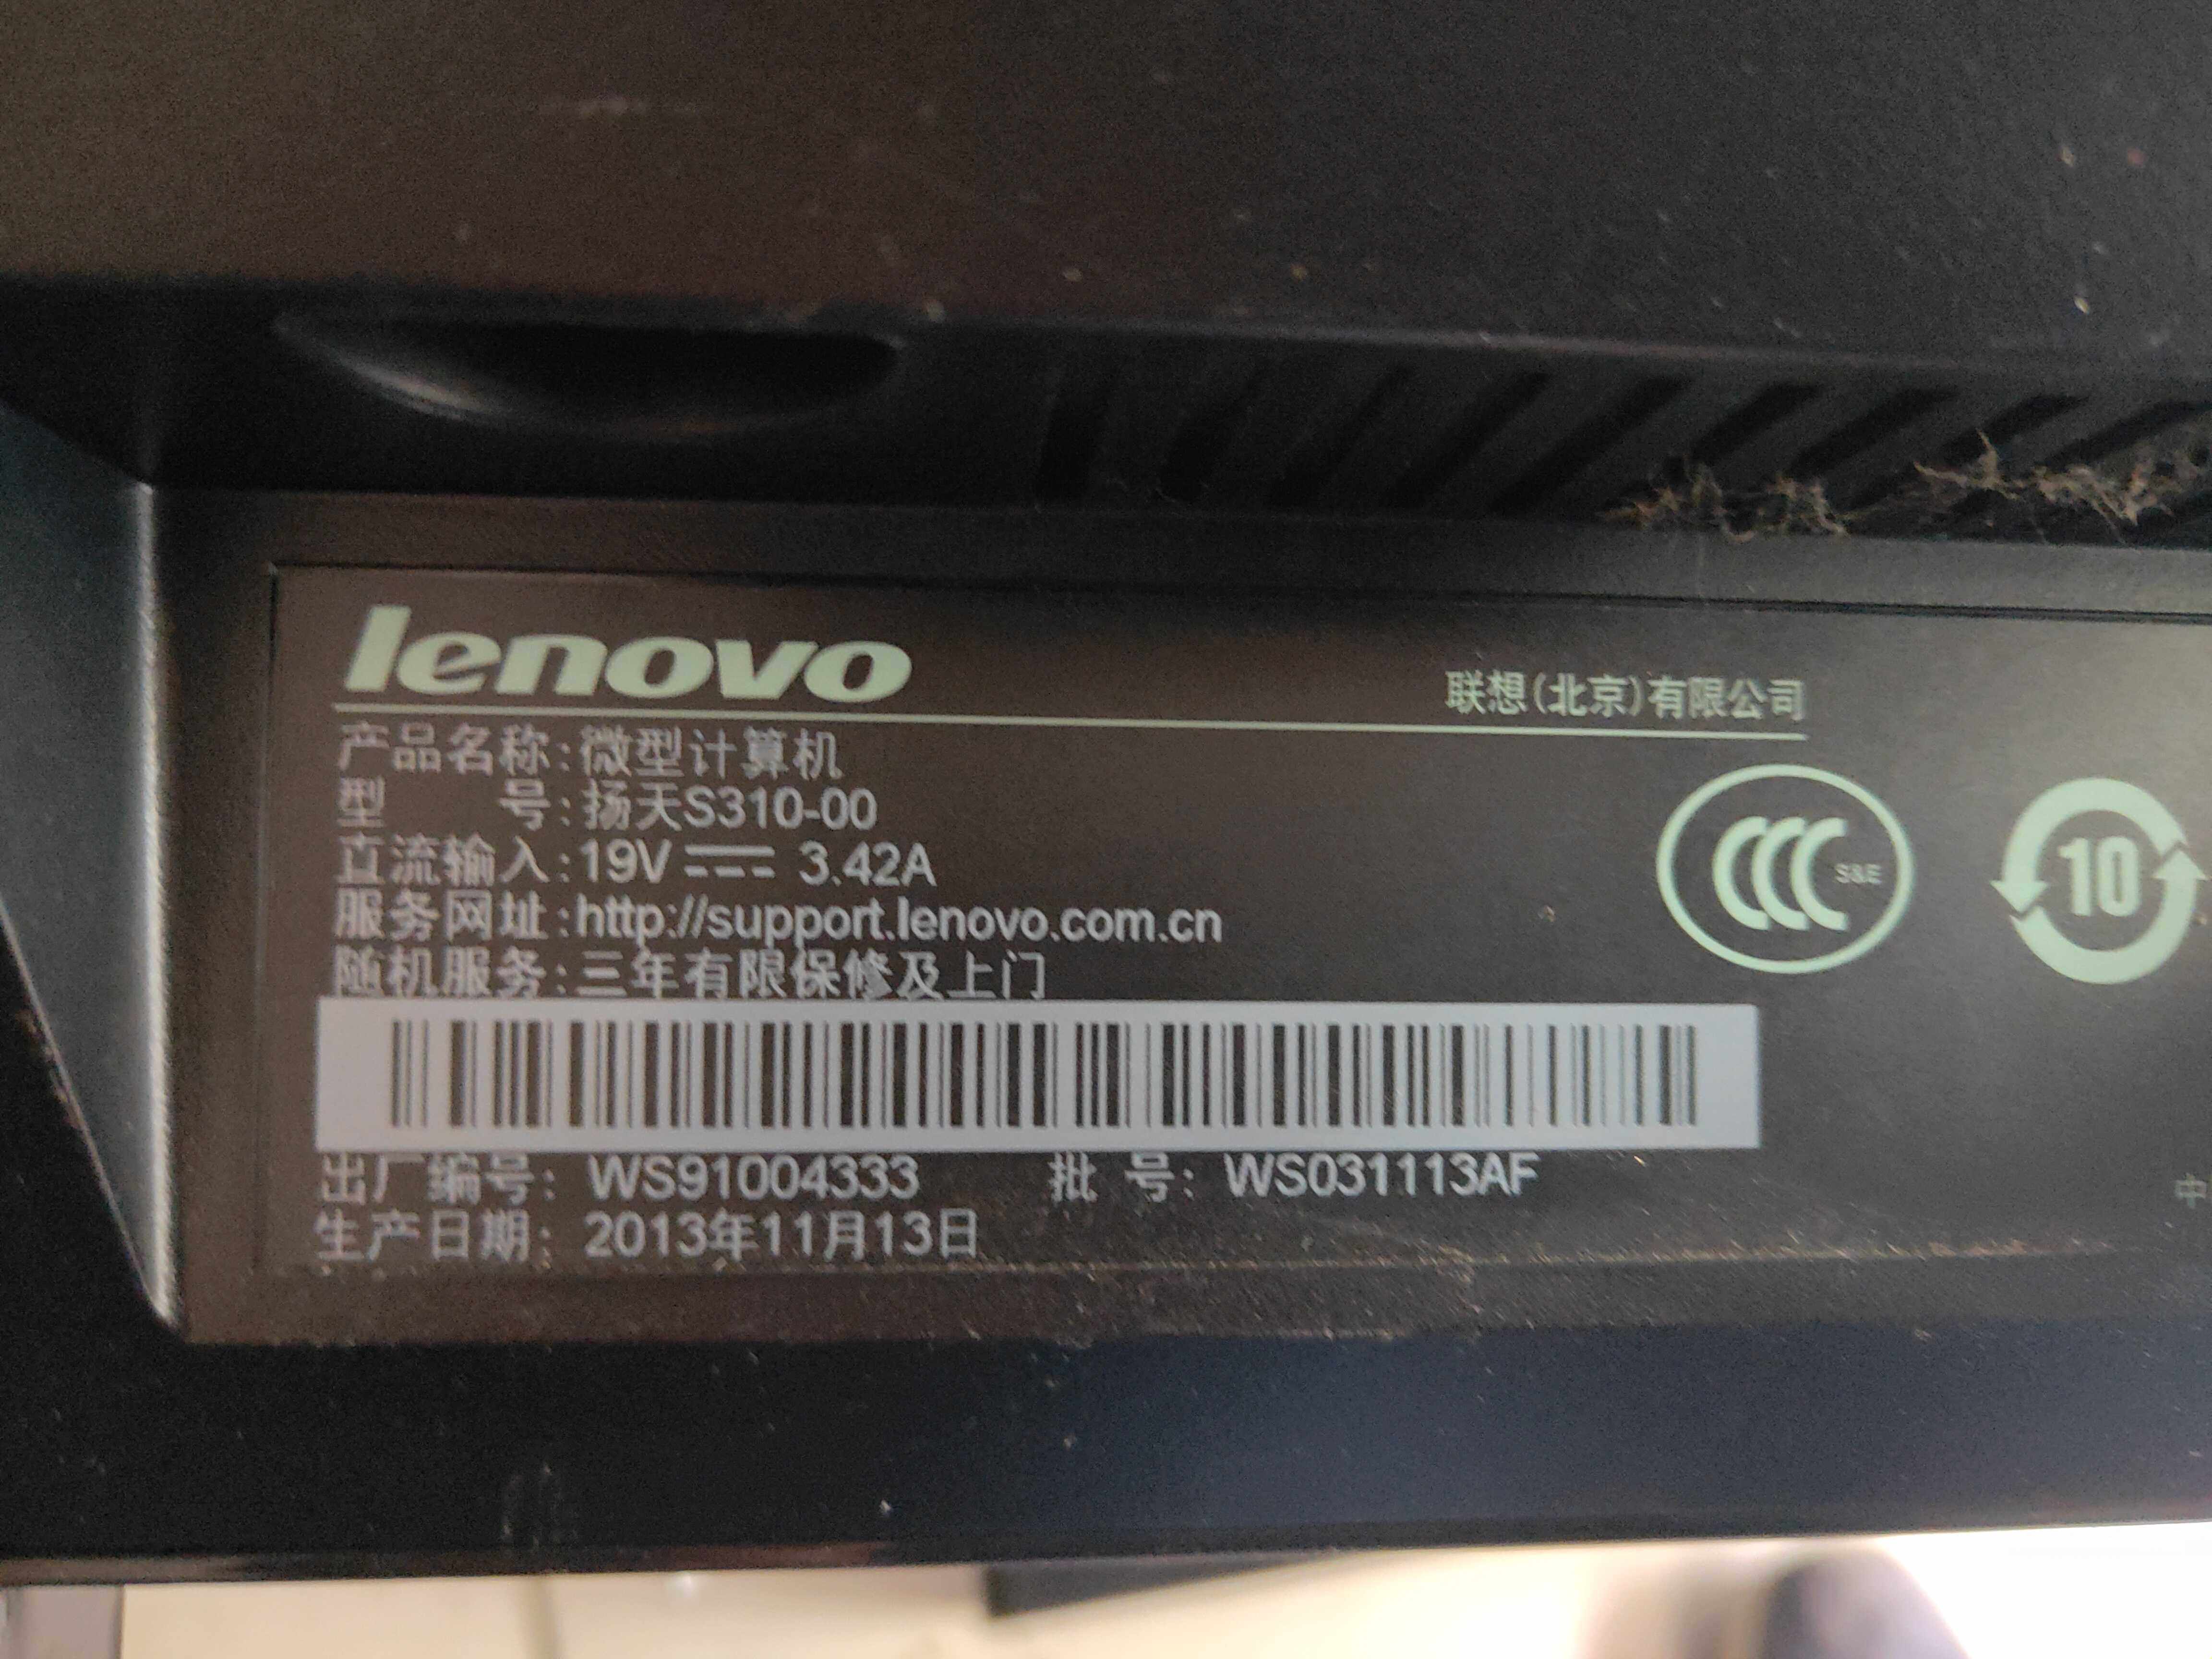 lenovo
联想(北京)有限公司
产品名称:微型计算机
型 号:扬天S310-00
直流输入:19V 3.42A
服务网址:http://support.lenovo.com.cn
随机服务:三年有限保修及上门
CCC S&E
10
出厂编号: WS91004333 批 号: WS031113AF
中
生产日期: 2013年11月13日